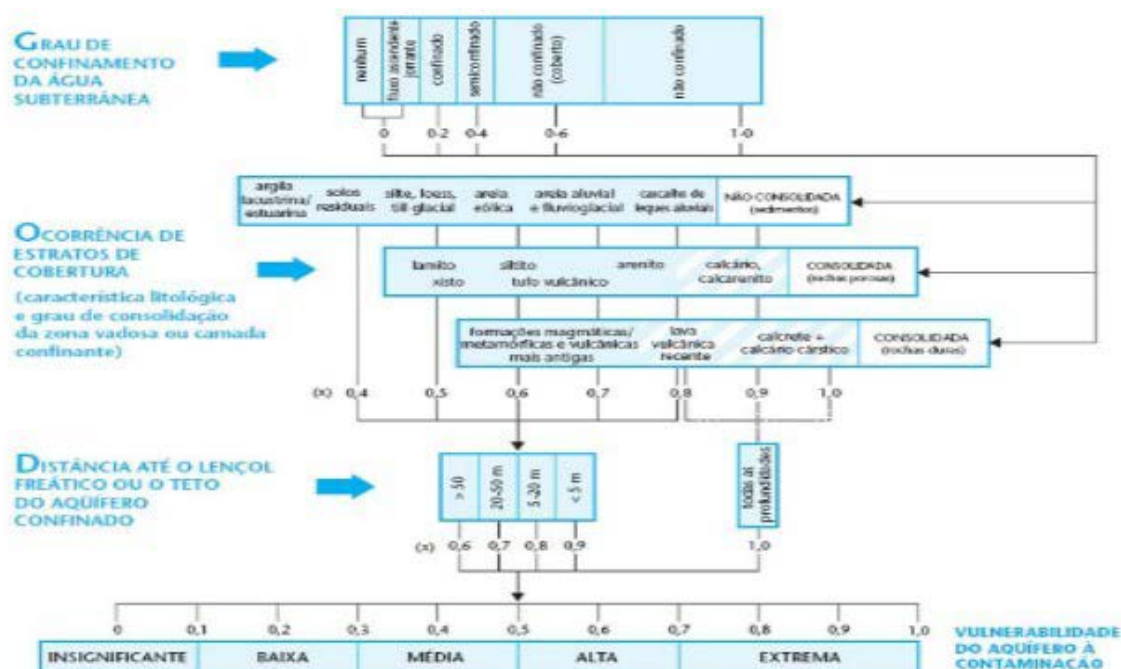 GRAU DE
CONFINAMENTO
DA ÁGUA
SUBTERRÂNEA
nenhum
fluxo ascendente
jorrante
confinado
semiconfinado
não confinado
(coberto)
não confinado
0
0-2
0-4
0-6
1-0
OCORRÊNCIA DE
ESTRATOS DE
COBERTURA
(característica litológica
e grau de consolidação
da zona vadosa ou camada
confinante)
argila
lacustrina/
estuarina
solos
residuais
silte, loess,
till glacial
areia
eólica
areia aluvial
e fluvioglacial
cascalho de
leques aluviais
NÃO CONSOLIDADA
(sedimentos)
lamito
xisto
siltito
tufo vulcânico
arenito
calcário,
calcarenito
CONSOLIDADA
(rochas porosas)
formações magmáticas/
metamórficas e vulcânicas
mais antigas
lava
vulcânica
recente
calcrete +
calcário cárstico
CONSOLIDADA
(rochas duras)
(x) 0,4 0,5 0,6 0,7 0,8 0,9 1,0
DISTÂNCIA ATÉ O LENÇOL
FREÁTICO OU O TETO
DO AQÜÍFERO
CONFINADO
> 50
20-50 m
5-20 m
< 5 m
todas as
profundidades
(x) 0,6 0,7 0,8 0,9 1,0
0 0,1 0,2 0,3 0,4 0,5 0,6 0,7 0,8 0,9 1,0
INSIGNIFICANTE BAIXA MÉDIA ALTA EXTREMA
VULNERABILIDADE
DO AQÜÍFERO À
CONTAMINAÇÃO